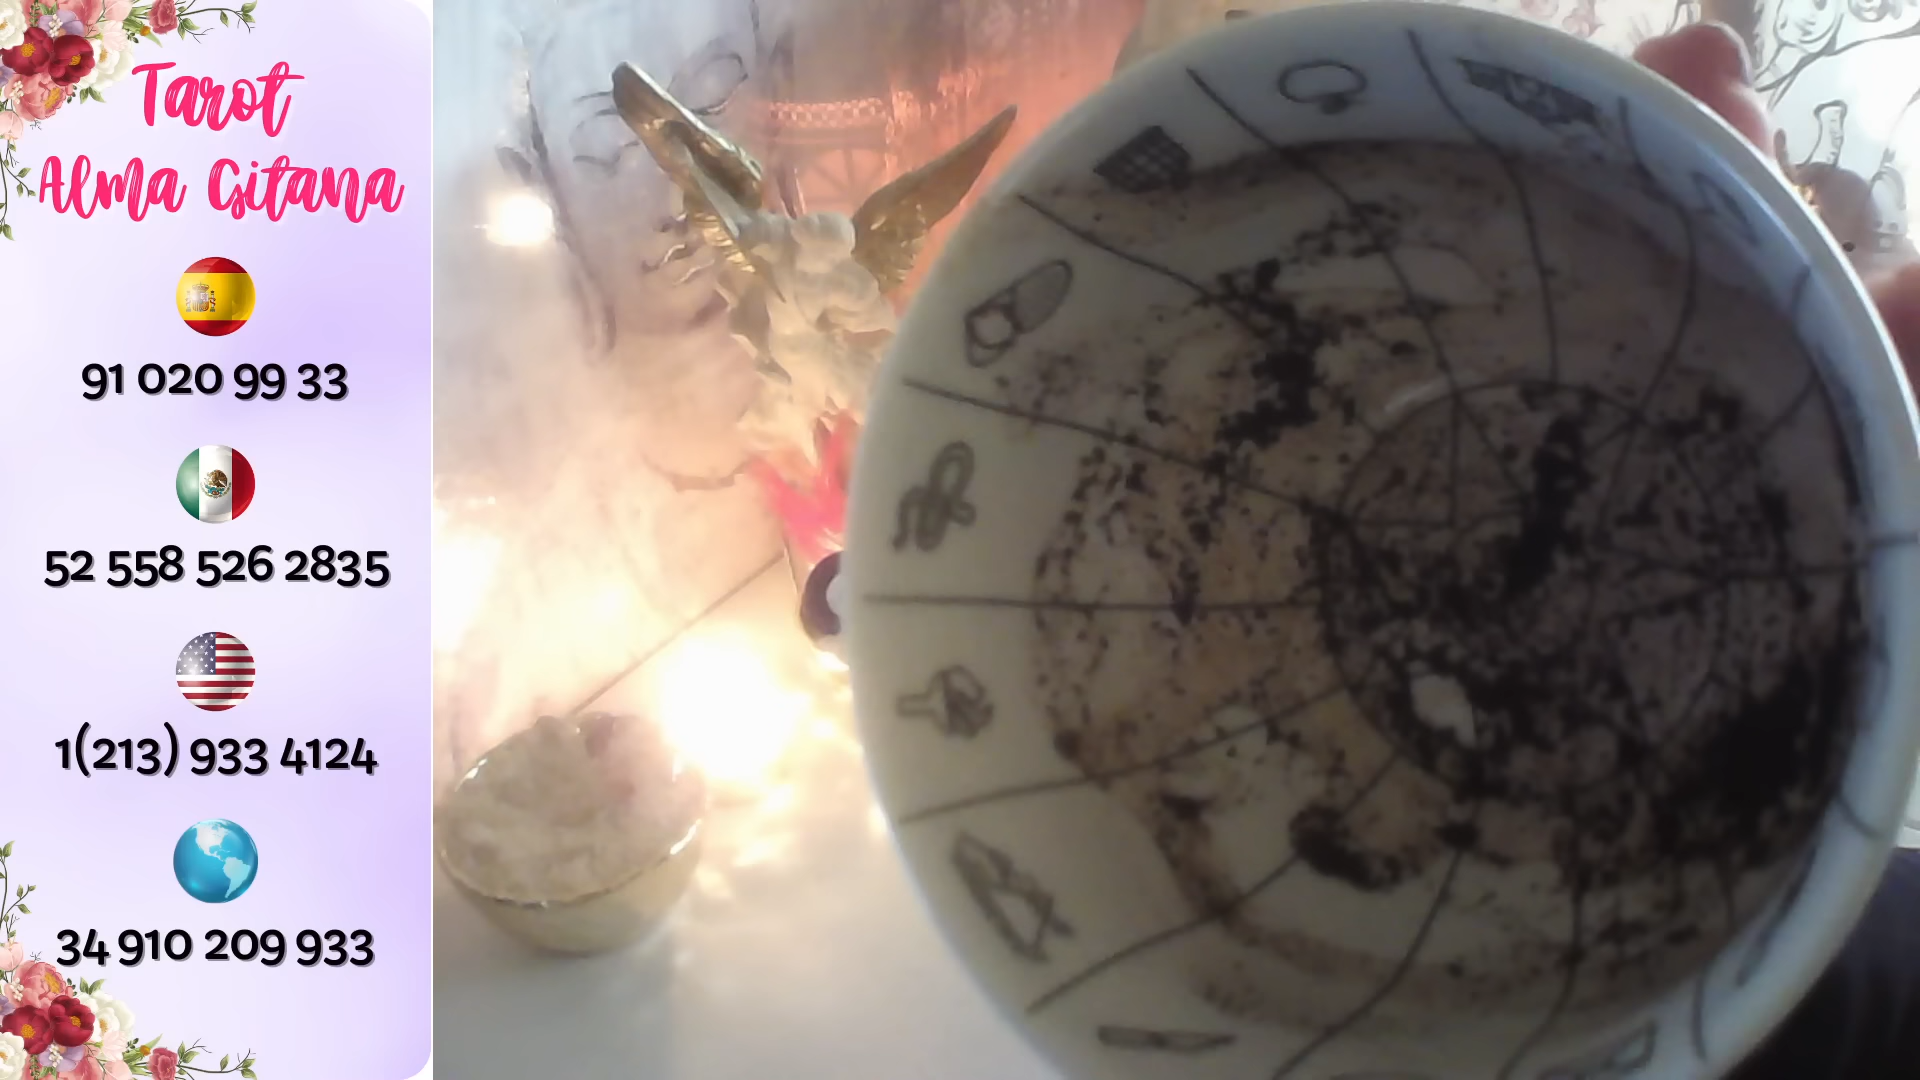 Tarot
Alma Gitana
91 020 99 33
52 558 526 2835
1(213) 933 4124
34 910 209 933